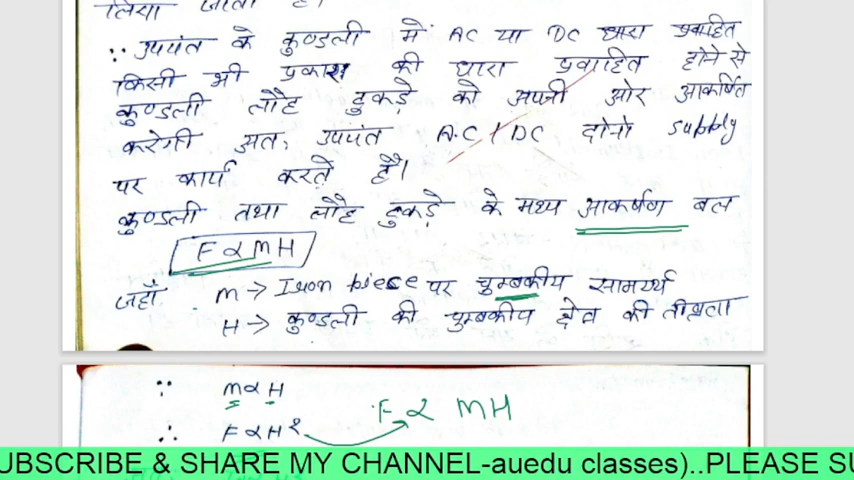 लिया जाता है।
∵ उपयंत के कुण्डली में AC या DC धारा प्रवाहित
किसी भी प्रकार की धारा प्रवाहित होने से
कुण्डली लौह टुकड़े को अपनी ओर आकर्षित
करेगी अतः उपयंत A.C / DC दोनो supply
पर कार्य करते है।
कुण्डली तथा लौह टुकड़े के मध्य आकर्षण बल
F ∝ MH
जहाँ m → Iron piece पर चुम्बकीय सामर्थ्य
H → कुण्डली की चुम्बकीय क्षेत्र की तीव्रता
∵ m ∝ H
F ∝ MH
∴ F ∝ H²
UBSCRIBE & SHARE MY CHANNEL-auedu classes)..PLEASE SU